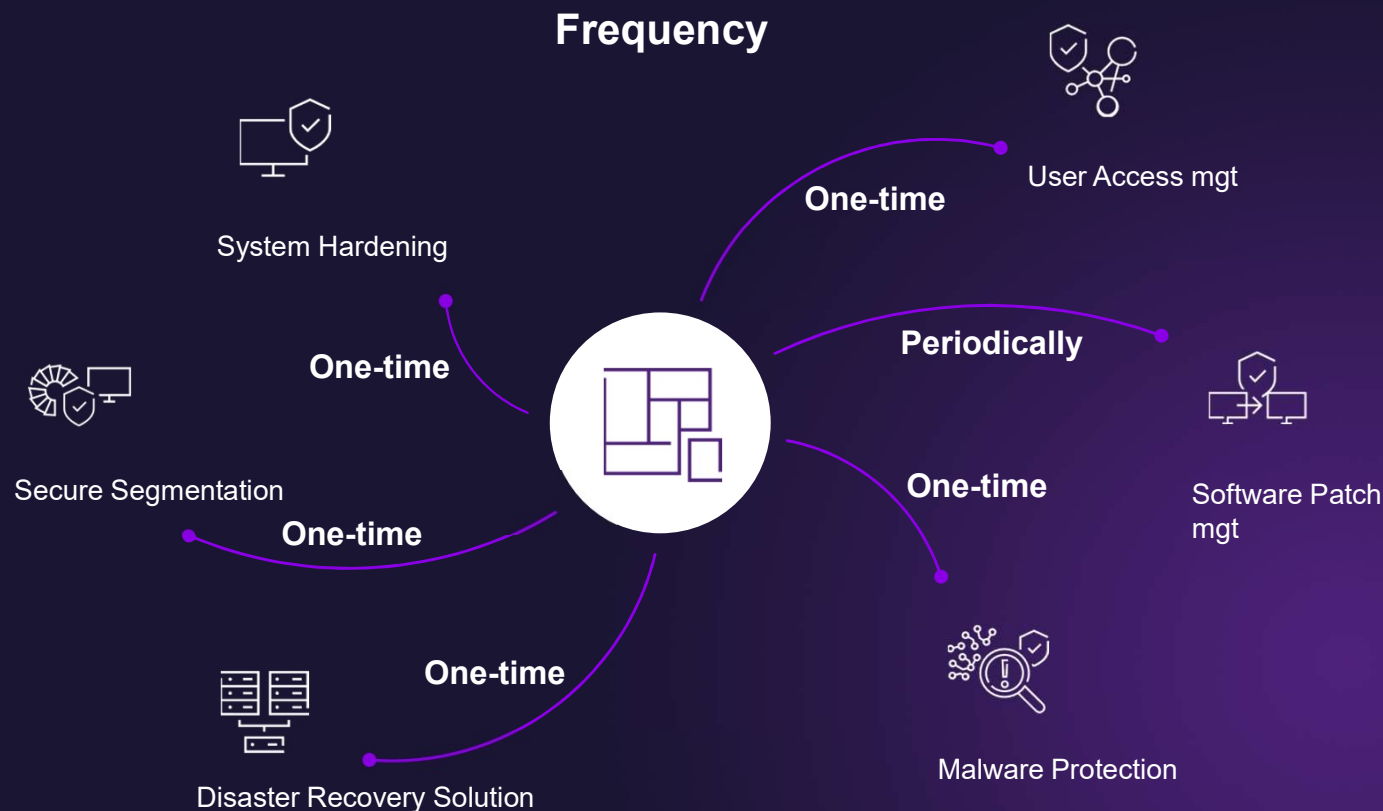 Frequency
System Hardening
One-time
Secure Segmentation
One-time
One-time
Disaster Recovery Solution
One-time
User Access mgt
Periodically
Software Patch
mgt
One-time
Malware Protection